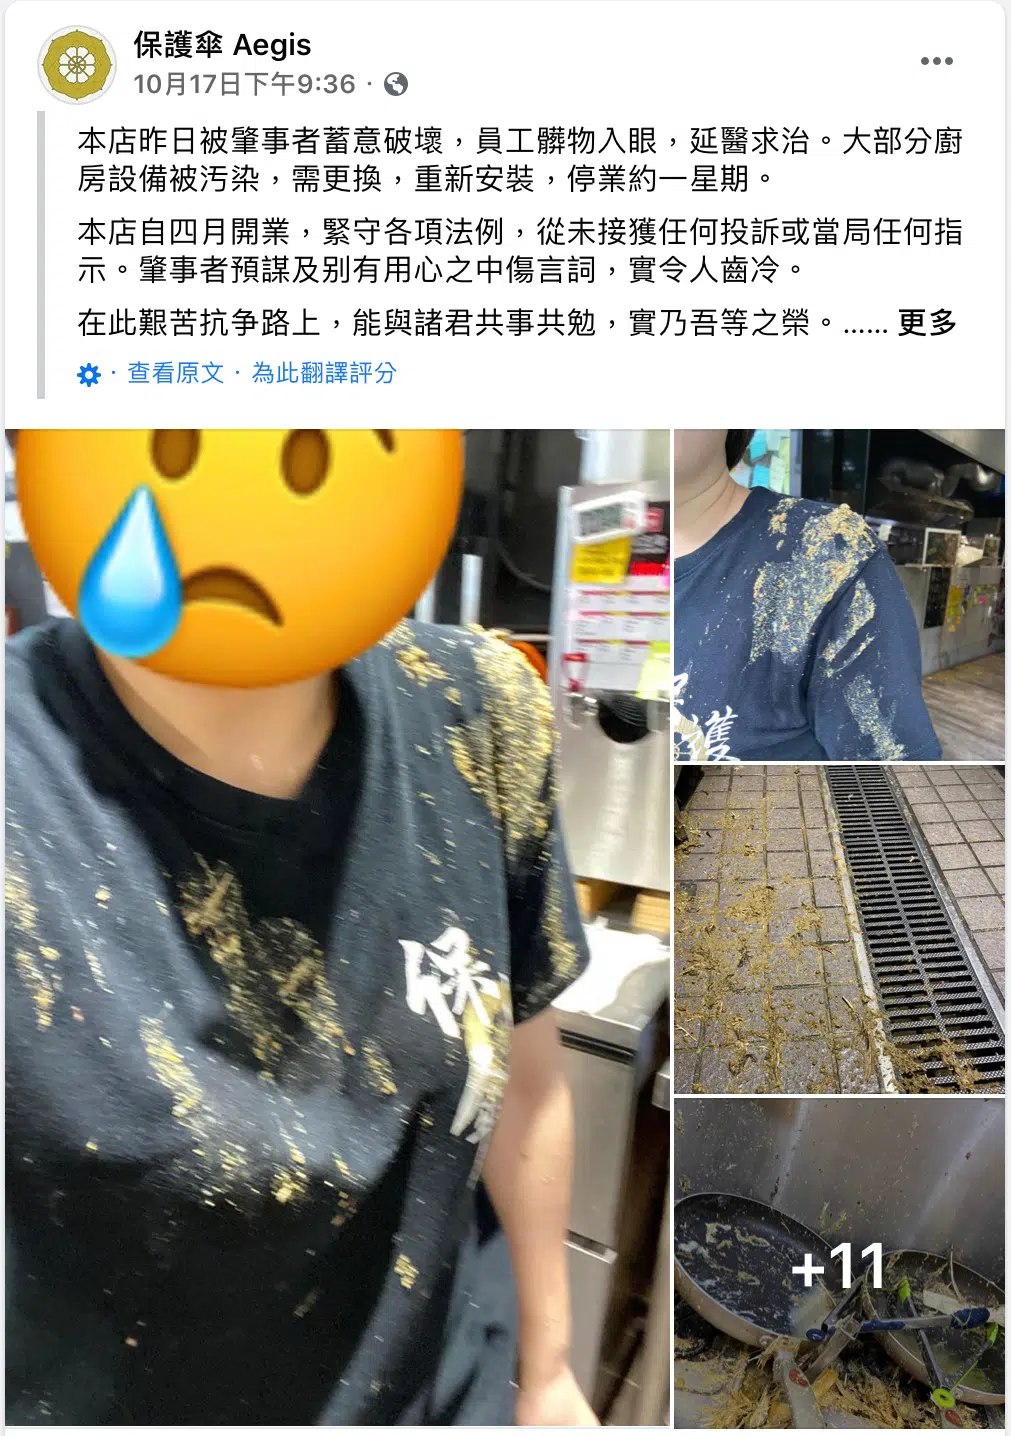 保護傘 Aegis
10月17日下午9:36 ·
本店昨日被肇事者蓄意破壞，員工髒物入眼，延醫求治。大部分廚
房設備被汚染，需更換，重新安裝，停業約一星期。
本店自四月開業，緊守各項法例，從未接獲任何投訴或當局任何指
示。肇事者預謀及別有用心之中傷言詞，實令人齒冷。
在此艱苦抗争路上，能與諸君共事共勉，實乃吾等之榮。…… 更多
· 查看原文 · 為此翻譯評分
保護
護
+11